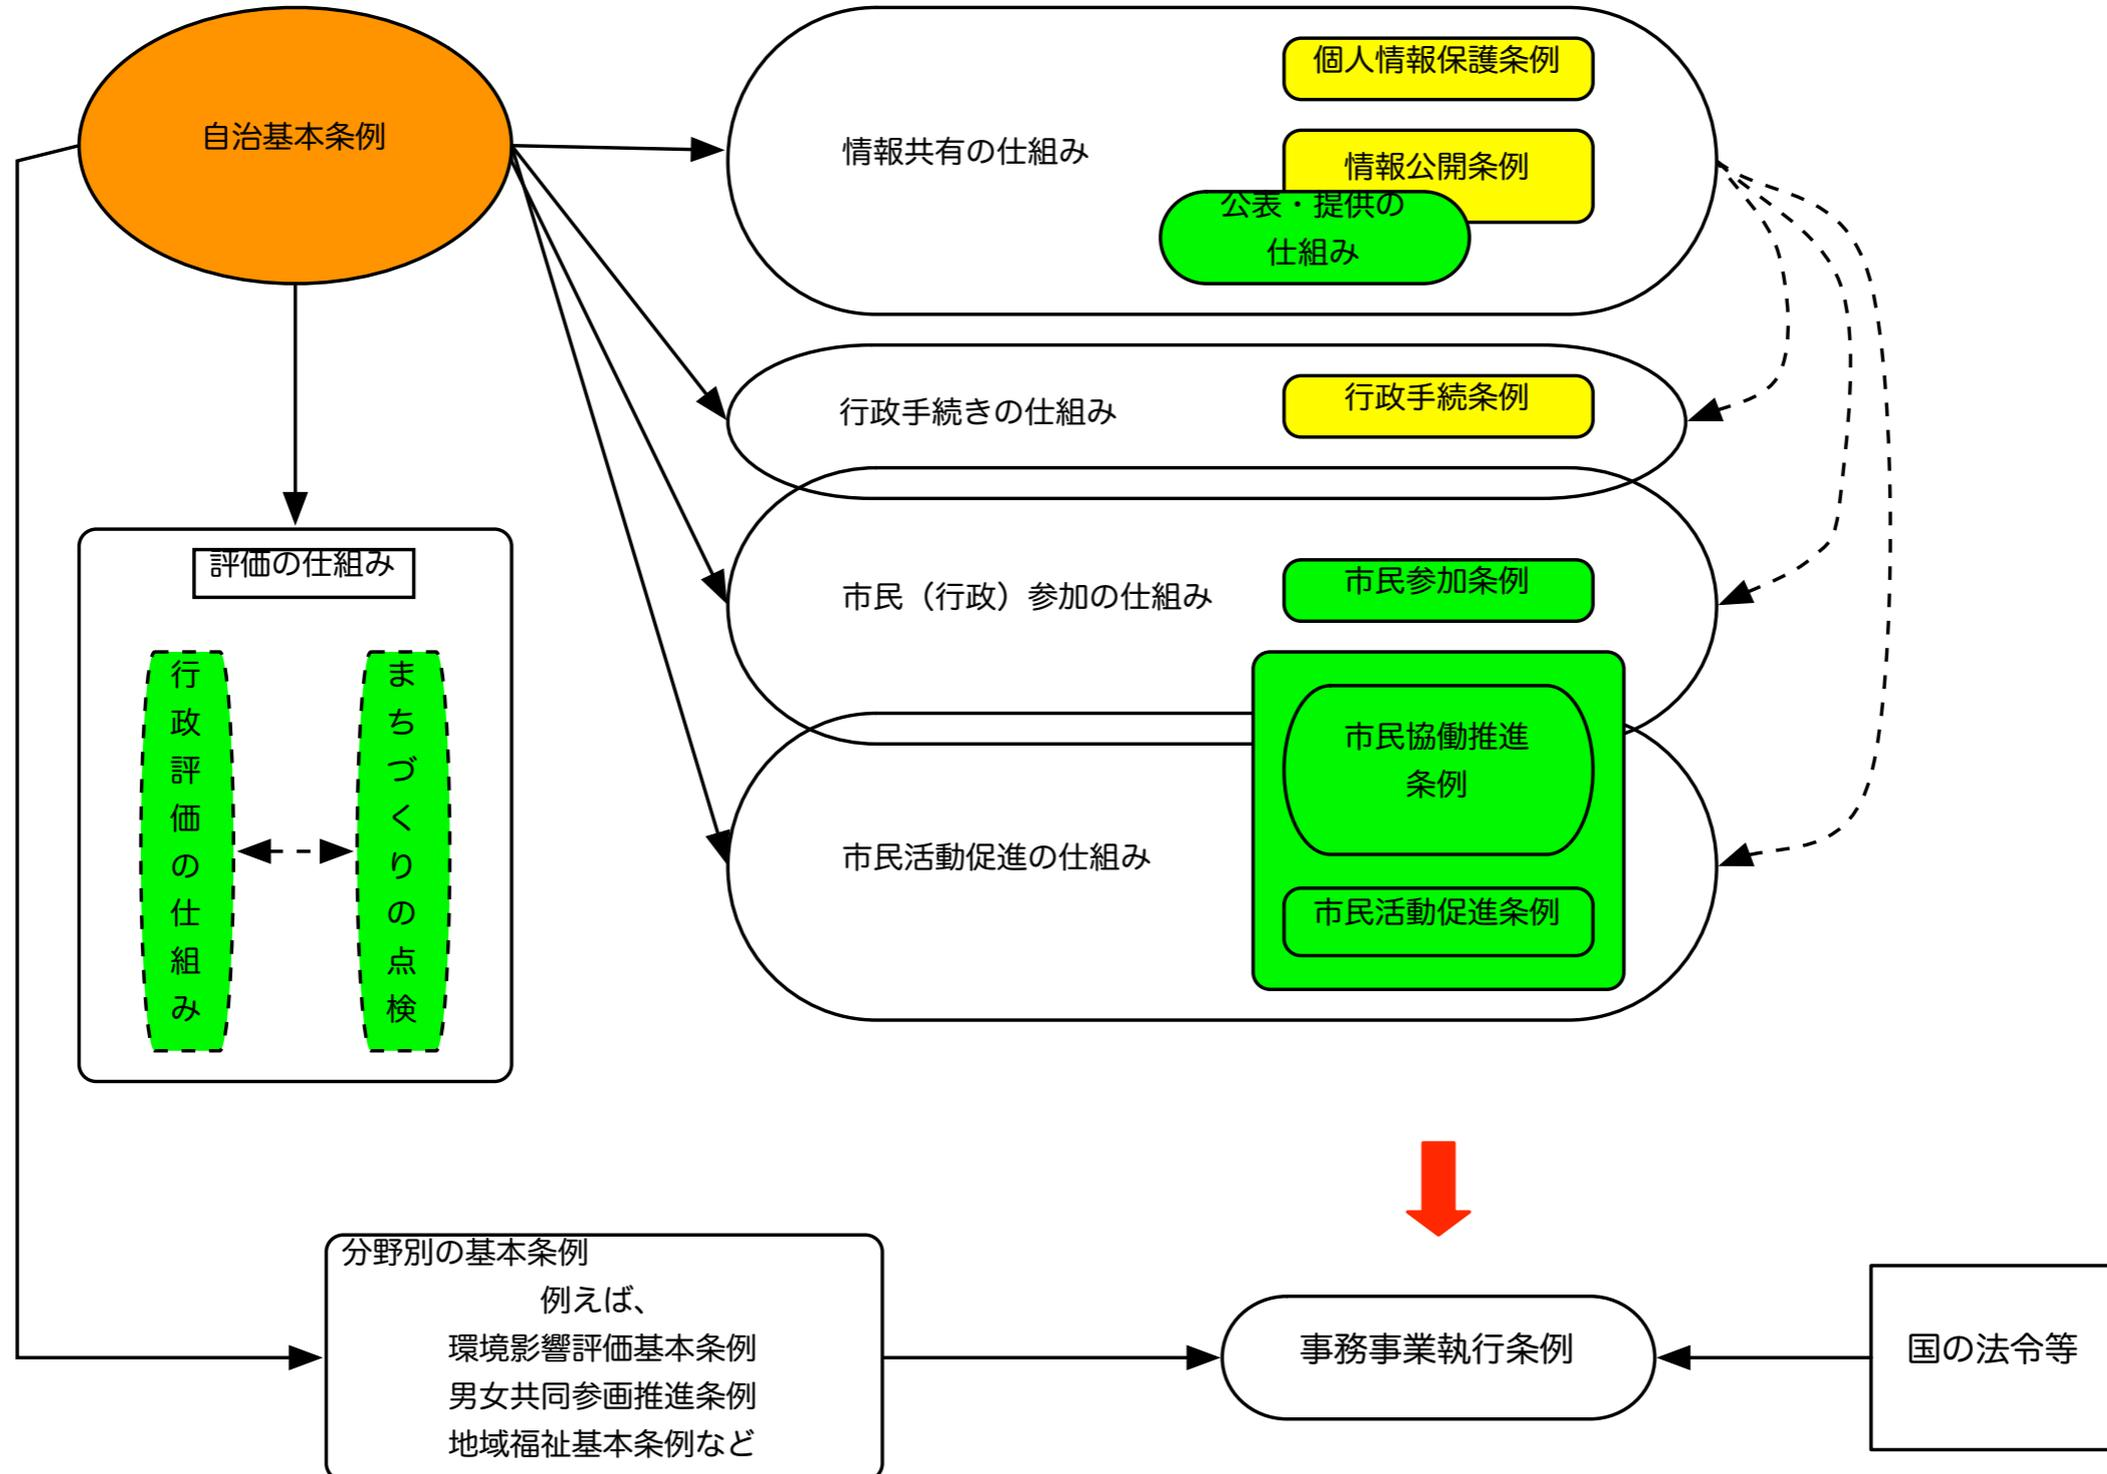 自治基本条例
個人情報保護条例
情報共有の仕組み
情報公開条例
公表・提供の
仕組み
行政手続きの仕組み
行政手続条例
評価の仕組み
行政評価の仕組み
まちづくりの点検
市民（行政）参加の仕組み
市民参加条例
市民協働推進
条例
市民活動促進の仕組み
市民活動促進条例
分野別の基本条例
例えば、
環境影響評価基本条例
男女共同参画推進条例
地域福祉基本条例など
事務事業執行条例
国の法令等